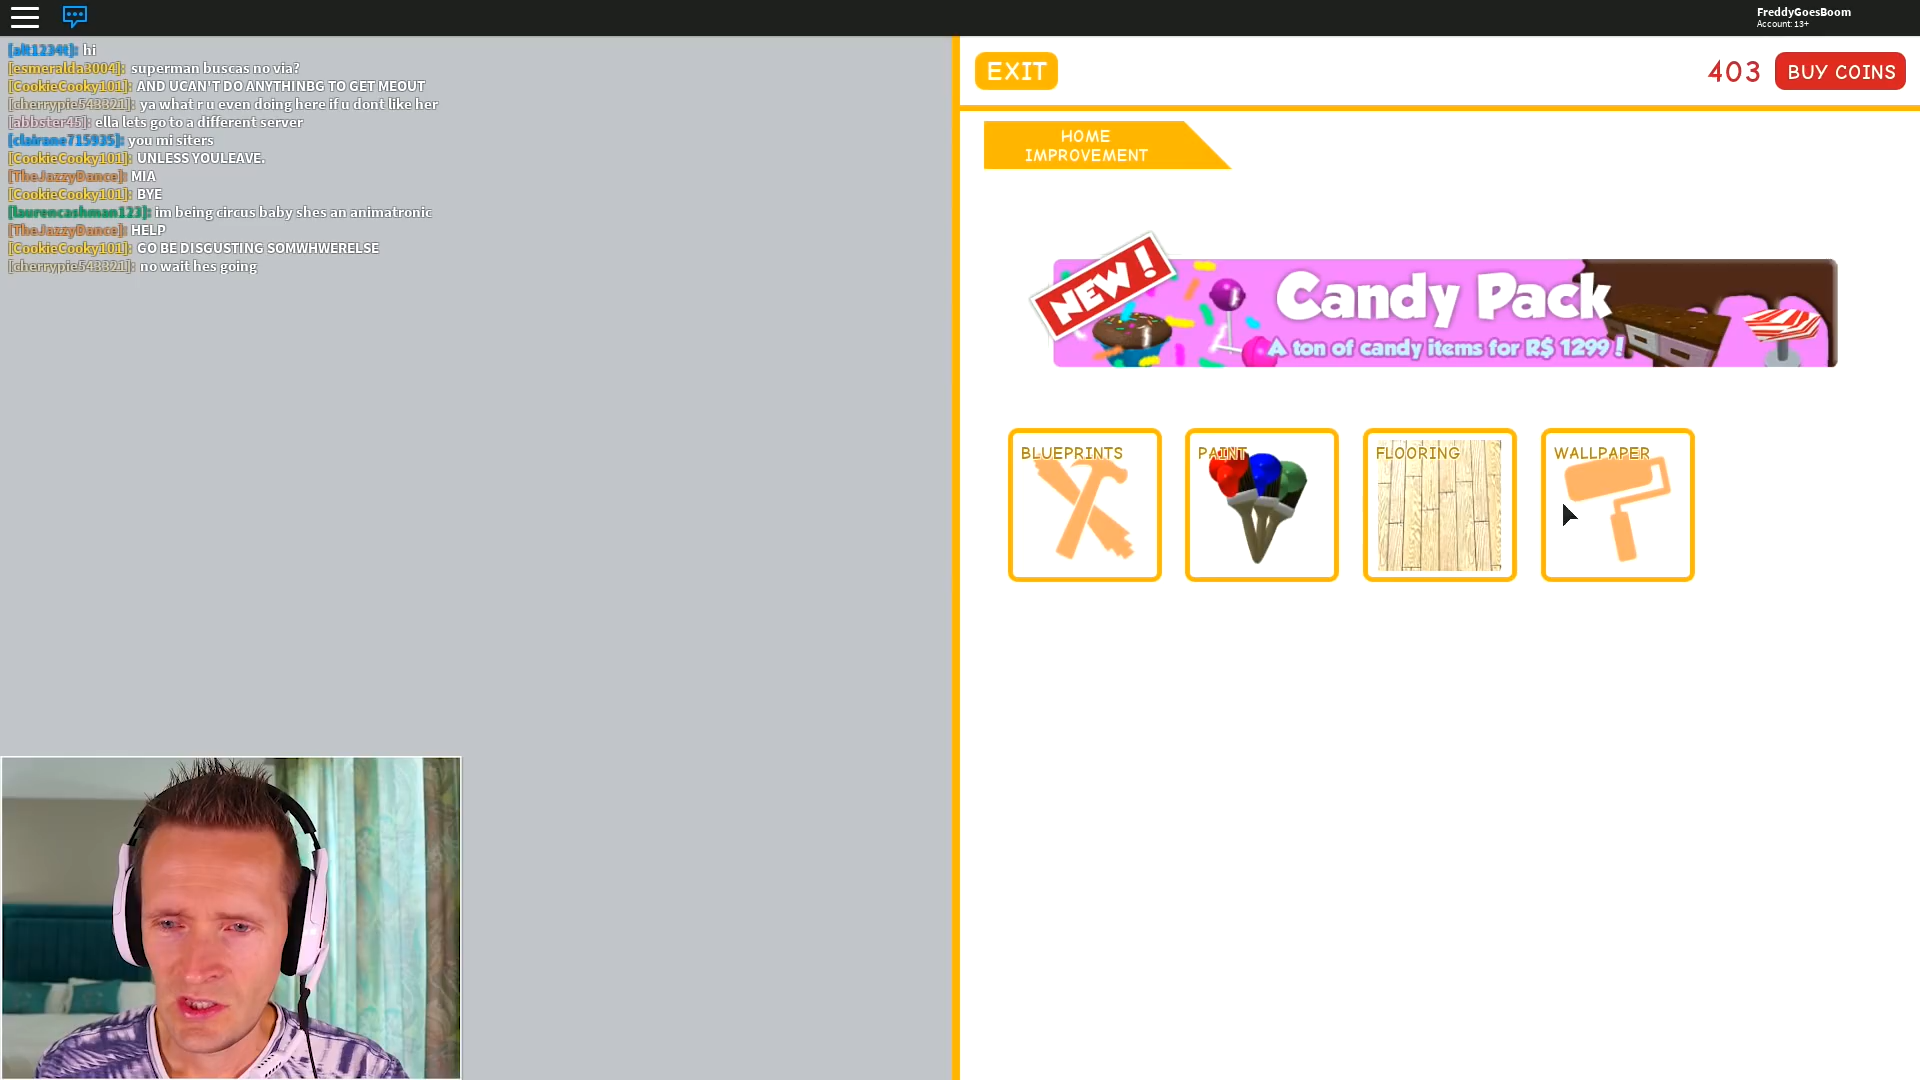 FreddyGoesBoom
Account: 13+
[alt1234t]: hi
[esmeralda3004]: superman buscas no via?
[CookieCooky101]: AND UCAN'T DO ANYTHINBG TO GET MEOUT
[cherrypie543321]: ya what r u even doing here if u dont like her
[abbster45]: ella lets go to a different server
[clairane715935]: you mi siters
[CookieCooky101]: UNLESS YOULEAVE.
[TheJazzyDance]: MIA
[CookieCooky101]: BYE
[laurencashman123]: im being circus baby shes an animatronic
[TheJazzyDance]: HELP
[CookieCooky101]: GO BE DISGUSTING SOMWHWERELSE
[cherrypie543321]: no wait hes going
EXIT
403
BUY COINS
HOME
IMPROVEMENT
NEW!
Candy Pack
A ton of candy items for R$ 1299!
BLUEPRINTS
PAINT
FLOORING
WALLPAPER